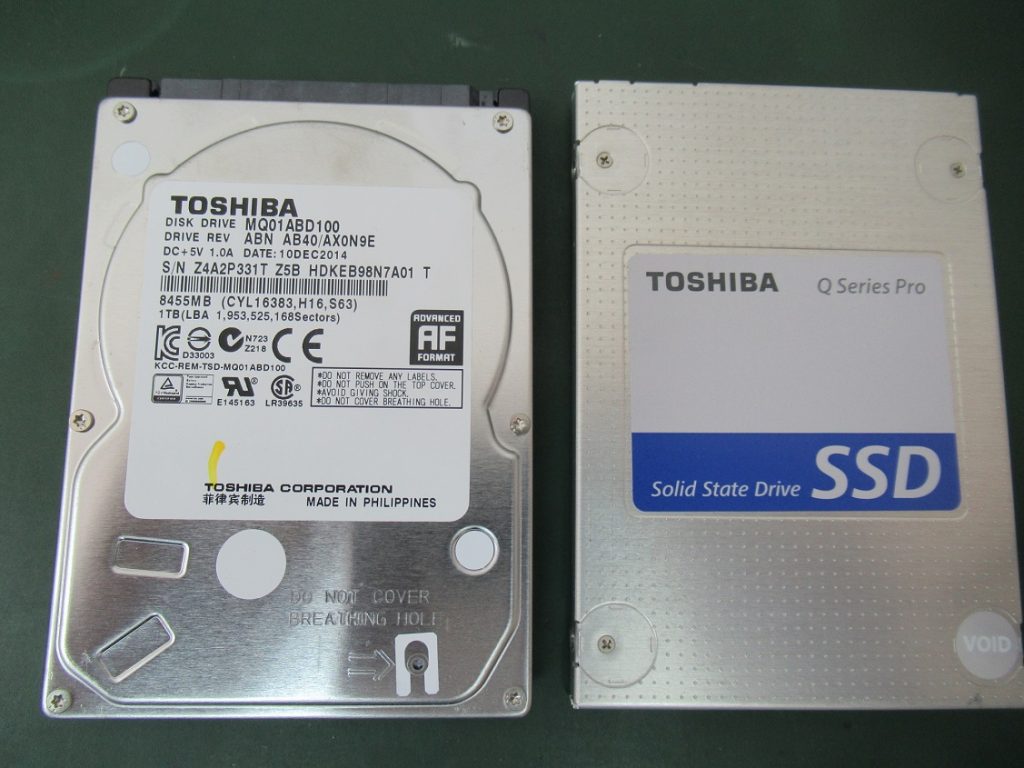 TOSHIBA
DISK DRIVE MQ01ABD100
DRIVE REV ABN AB40/AX0N9E
DC+5V 1.0A DATE:10DEC2014
S/N Z4A2P331T Z5B HDKEB98N7A01 T
8455MB (CYL16383,H16,S63)
1TB(LBA 1,953,525,168Sectors)
D33003
N723
Z218
CE
KCC-REM-TSD-MQ01ABD100
E145163
LR39635
ADVANCED
AF
FORMAT
*DO NOT REMOVE ANY LABELS.
*DO NOT PUSH ON THE TOP COVER.
*AVOID GIVING SHOCK.
*DO NOT COVER BREATHING HOLE.
TOSHIBA CORPORATION
菲律宾制造 MADE IN PHILIPPINES
DO NOT COVER
BREATHING HOLE
TOSHIBA Q Series Pro
Solid State Drive SSD
VOID